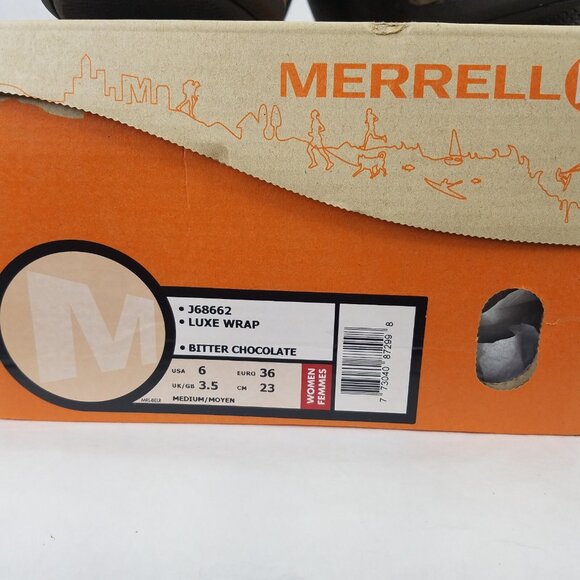 MERRELL
M
M
• J68662
• LUXE WRAP
• BITTER CHOCOLATE
USA 6 EURO 36
UK/GB 3.5 CM 23
MEDIUM/MOYEN
WOMEN
FEMMES
7 73040 87299 8